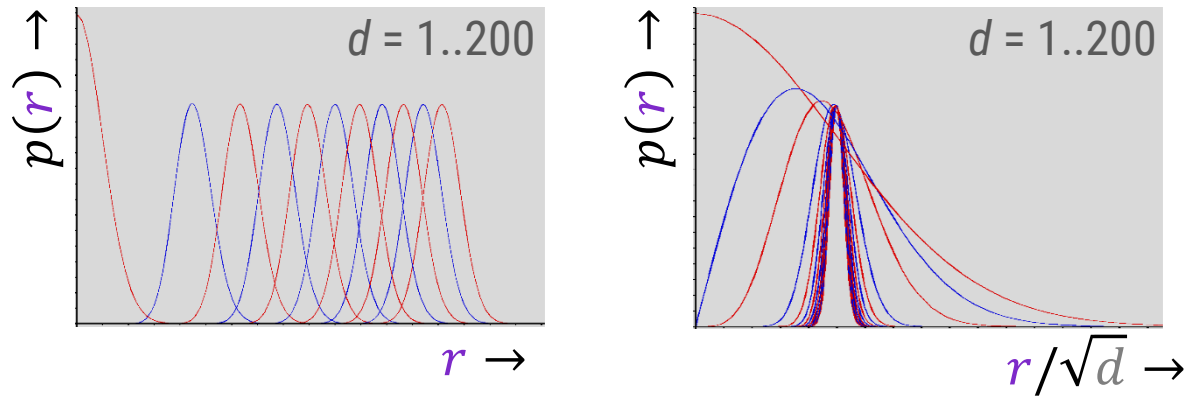 p(r) →
d = 1..200
r →
p(r) →
d = 1..200
r/√d →